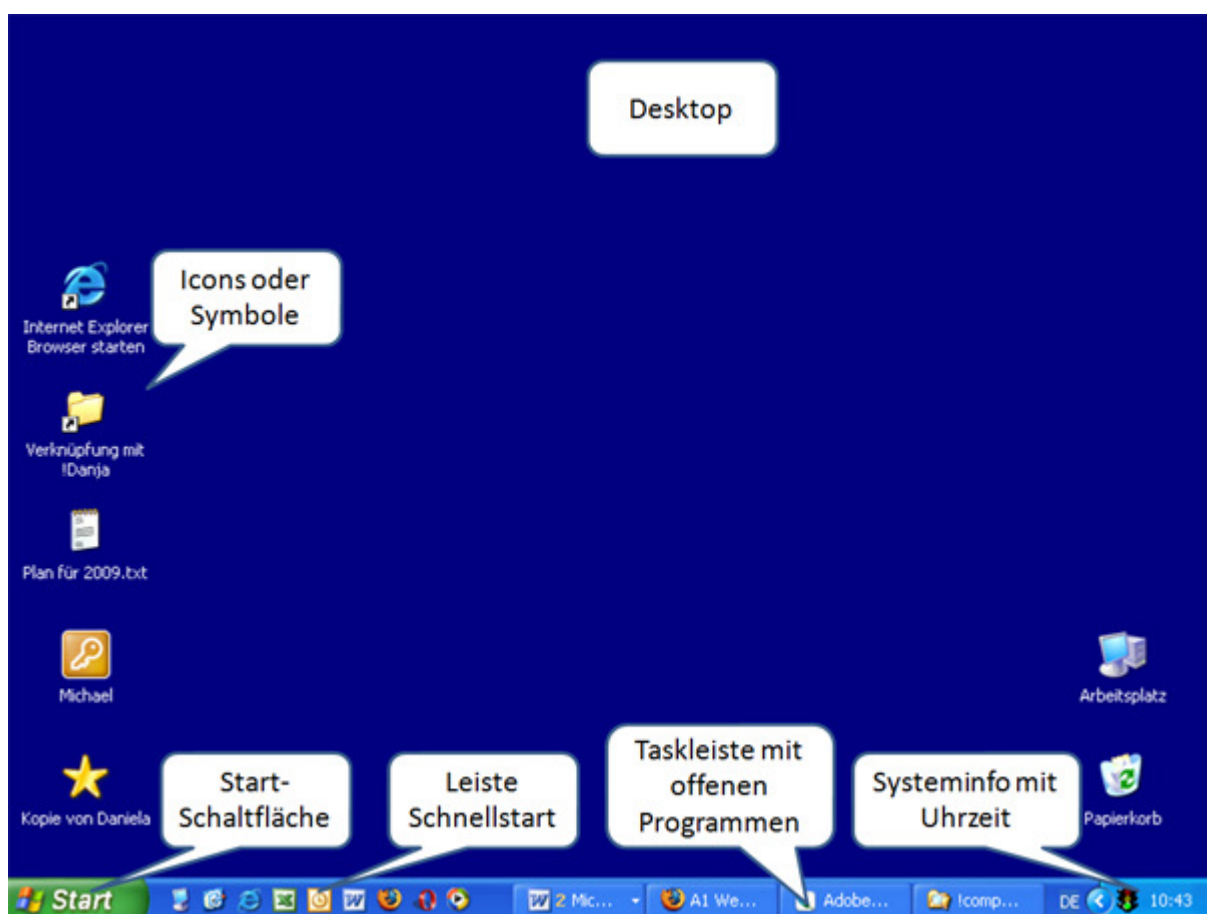 Desktop
Icons oder
Symbole
Internet Explorer
Browser starten
Verknüpfung mit
!Danja
Plan für 2009.txt
Michael
Arbeitsplatz
Kopie von Daniela
Start-
Schaltfläche
Leiste
Schnellstart
Taskleiste mit
offenen
Programmen
Systeminfo mit
Uhrzeit
Papierkorb
Start
2 Mic...
A1 We...
Adobe...
!comp...
DE
10:43